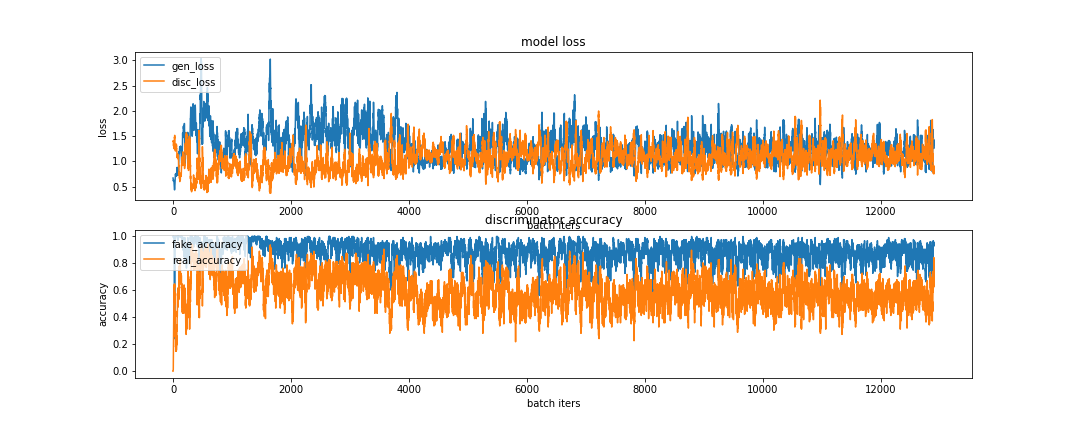 model loss
3.0
2.5
2.0
1.5
1.0
0.5
loss
gen_loss
disc_loss
0 2000 4000 6000 8000 10000 12000
batch iters
discriminator accuracy
1.0
0.8
0.6
0.4
0.2
0.0
accuracy
fake_accuracy
real_accuracy
0 2000 4000 6000 8000 10000 12000
batch iters